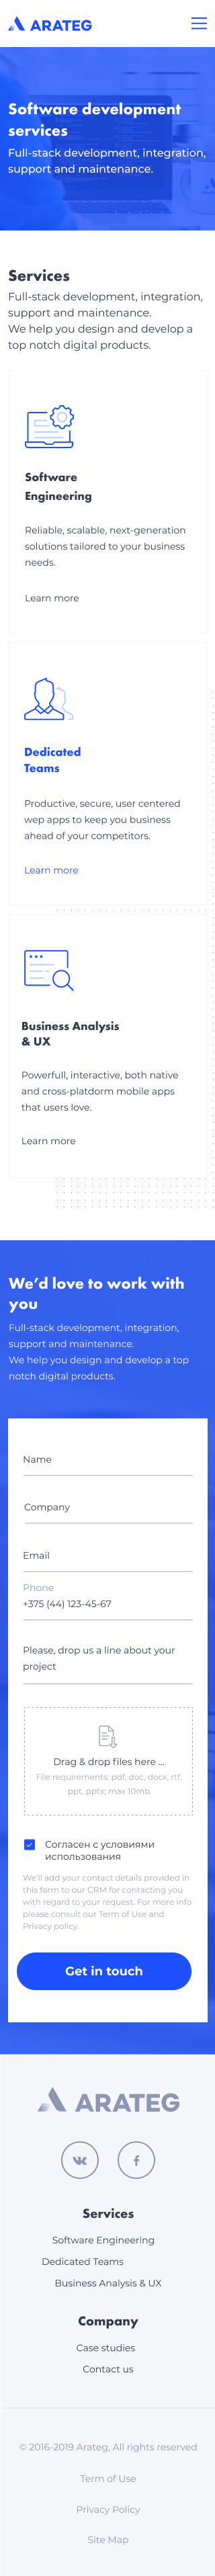 ARATEG
Software development
services
Full-stack development, integration,
support and maintenance.
Services
Full-stack development, integration,
support and maintenance.
We help you design and develop a
top notch digital products.
Software
Engineering
Reliable, scalable, next-generation
solutions tailored to your business
needs.
Learn more
Dedicated
Teams
Productive, secure, user centered
wep apps to keep you business
ahead of your competitors.
Learn more
Business Analysis
& UX
Powerfull, interactive, both native
and cross-platdorm mobile apps
that users love.
Learn more
We'd love to work with
you
Full-stack development, integration,
support and maintenance.
We help you design and develop a top
notch digital products.
Name
Company
Email
Phone
+375 (44) 123-45-67
Please, drop us a line about your
project
Drag & drop files here ...
File requirements: pdf, doc, docx, rtf,
ppt, pptx; max 10mb
Согласен с условиями
использования
We'll add your contact details provided in
this form to our CRM for contacting you
with regard to your request. For more info
please consult our Term of Use and
Privacy policy.
Get in touch
ARATEG
Services
Software Engineering
Dedicated Teams
Business Analysis & UX
Company
Case studies
Contact us
© 2016-2019 Arateg, All rights reserved
Term of Use
Privacy Policy
Site Map